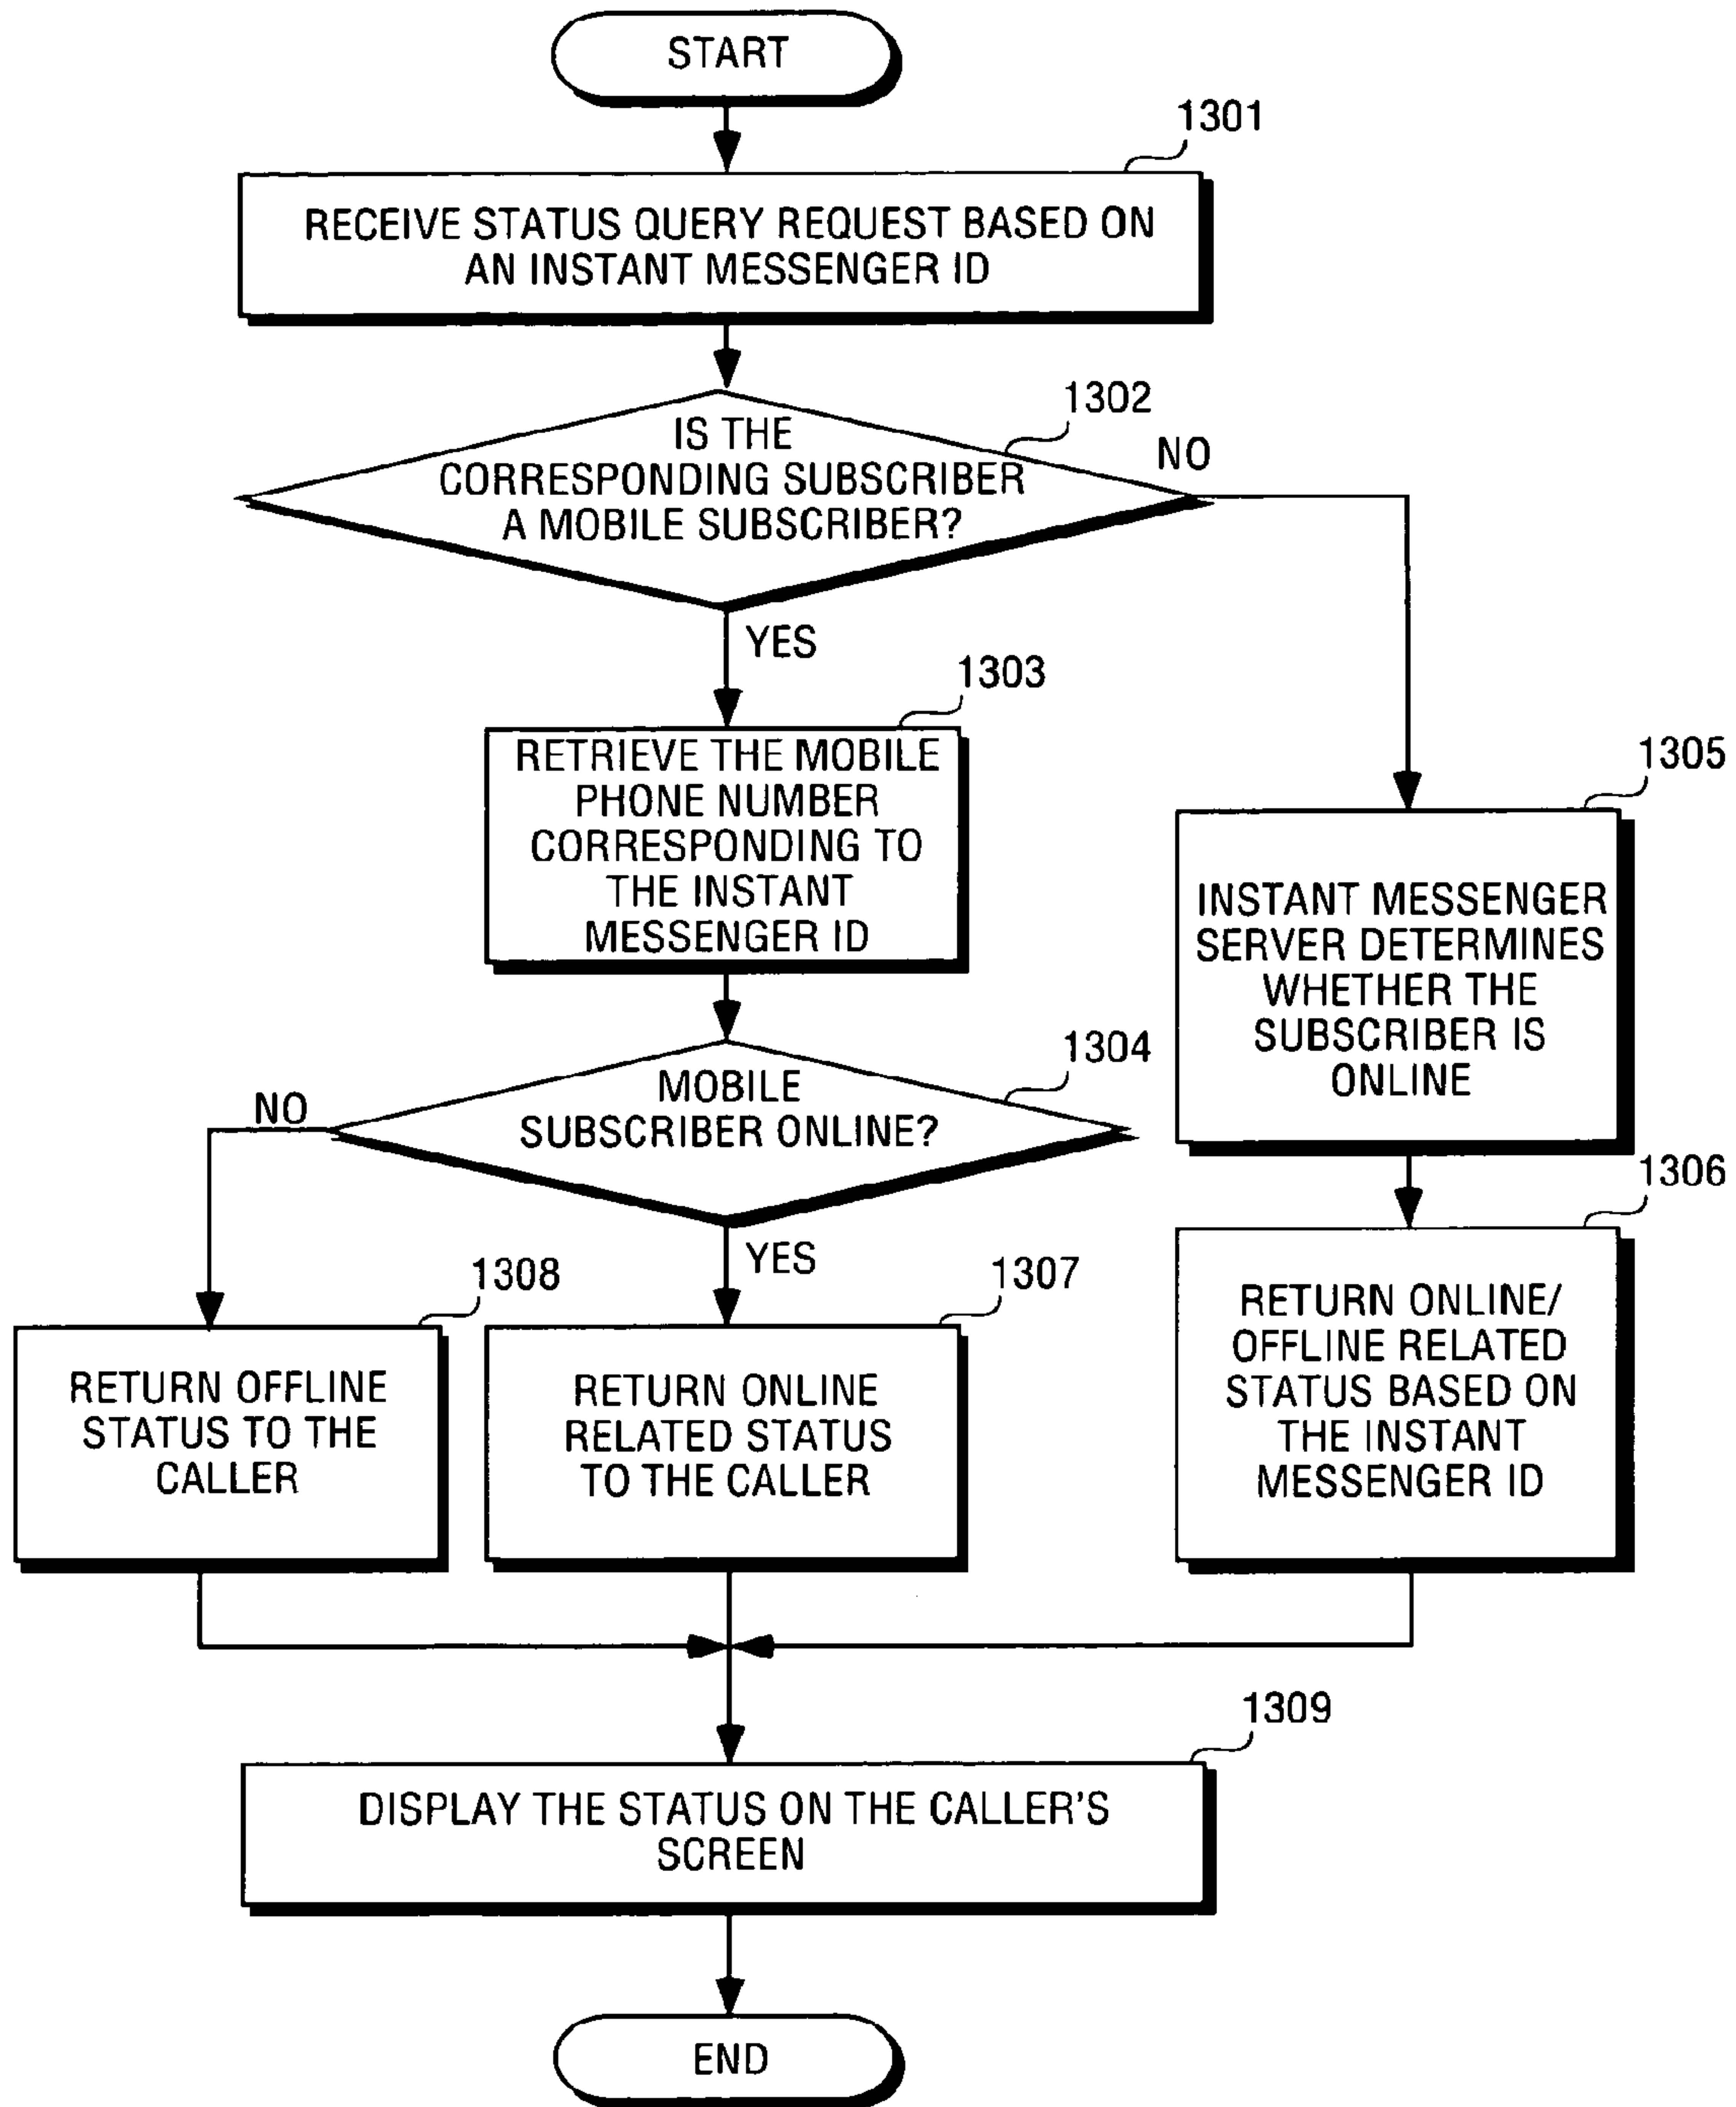 START
1301
RECEIVE STATUS QUERY REQUEST BASED ON
AN INSTANT MESSENGER ID
1302
IS THE
CORRESPONDING SUBSCRIBER
A MOBILE SUBSCRIBER?
NO
YES
1303
RETRIEVE THE MOBILE
PHONE NUMBER
CORRESPONDING TO
THE INSTANT
MESSENGER ID
1305
INSTANT MESSENGER
SERVER DETERMINES
WHETHER THE
SUBSCRIBER IS
ONLINE
1304
MOBILE
SUBSCRIBER ONLINE?
NO
YES
1308
RETURN OFFLINE
STATUS TO THE
CALLER
1307
RETURN ONLINE
RELATED STATUS
TO THE CALLER
1306
RETURN ONLINE/
OFFLINE RELATED
STATUS BASED ON
THE INSTANT
MESSENGER ID
1309
DISPLAY THE STATUS ON THE CALLER'S
SCREEN
END